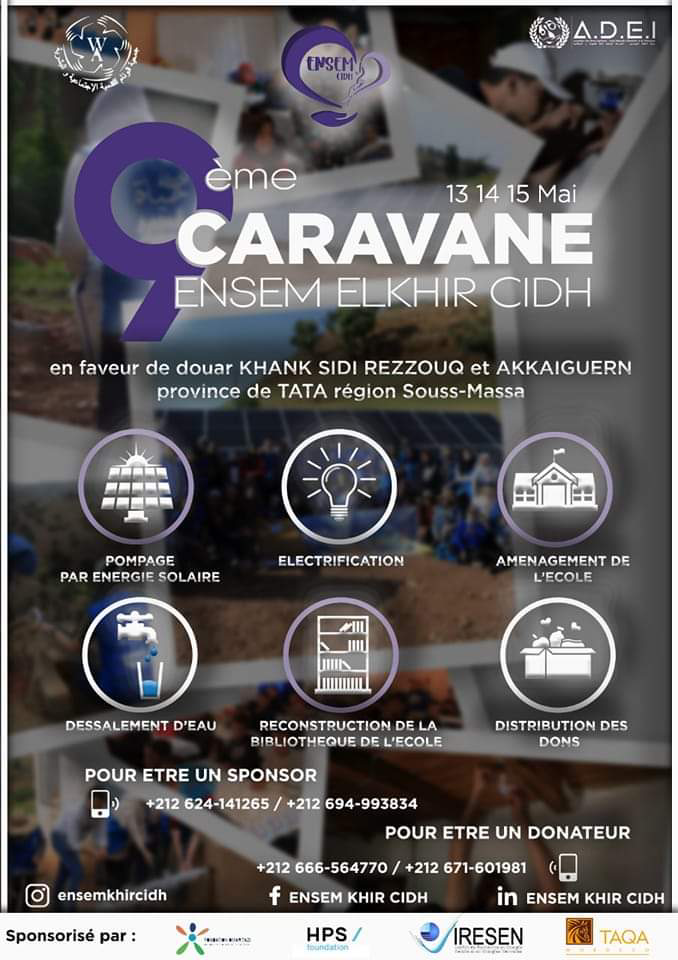 W
A.D.E.I
ENSEM
CIDH
9ème
13 14 15 Mai
CARAVANE
ENSEM ELKHIR CIDH
en faveur de douar KHANK SIDI REZZOUQ et AKKAIGUERN
province de TATA région Souss-Massa
POMPAGE
PAR ENERGIE SOLAIRE
ELECTRIFICATION
AMENAGEMENT DE
L'ECOLE
DESSALEMENT D'EAU
RECONSTRUCTION DE LA
BIBLIOTHEQUE DE L'ECOLE
DISTRIBUTION DES
DONS
POUR ETRE UN SPONSOR
+212 624-141265 / +212 694-993834
POUR ETRE UN DONATEUR
+212 666-564770 / +212 671-601981
ensemkhircidh
f ENSEM KHIR CIDH
in ENSEM KHIR CIDH
Sponsorisé par :
HPS/
foundation
IRESEN
TAQA
MOROCCO